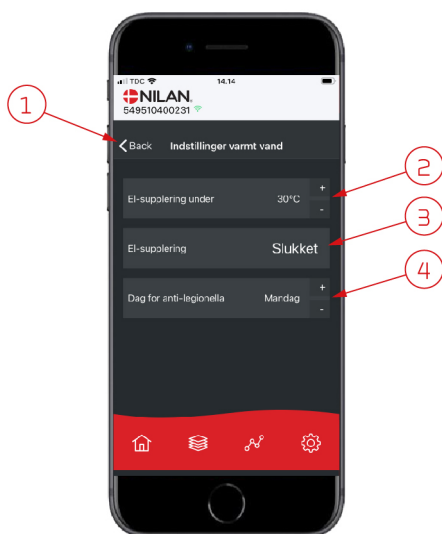 TDC 14.14
NILAN
549510400231
Back Indstillinger varmt vand
El-supplering under 30°C + -
El-supplering Slukket
Dag for anti-legionella Mandag + -
1
2
3
4